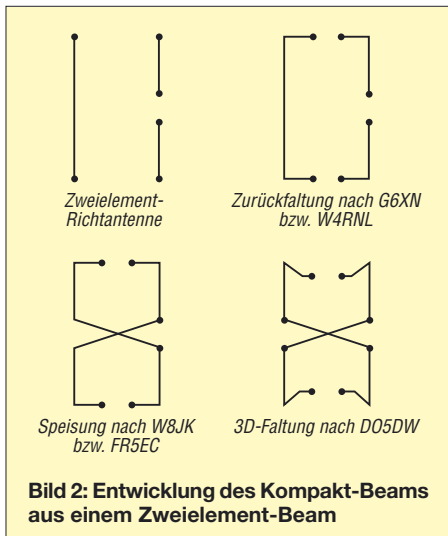 Zweielement-
Richtantenne
Zurückfaltung nach G6XN
bzw. W4RNL
Speisung nach W8JK
bzw. FR5EC
3D-Faltung nach DO5DW
Bild 2: Entwicklung des Kompakt-Beams
aus einem Zweielement-Beam